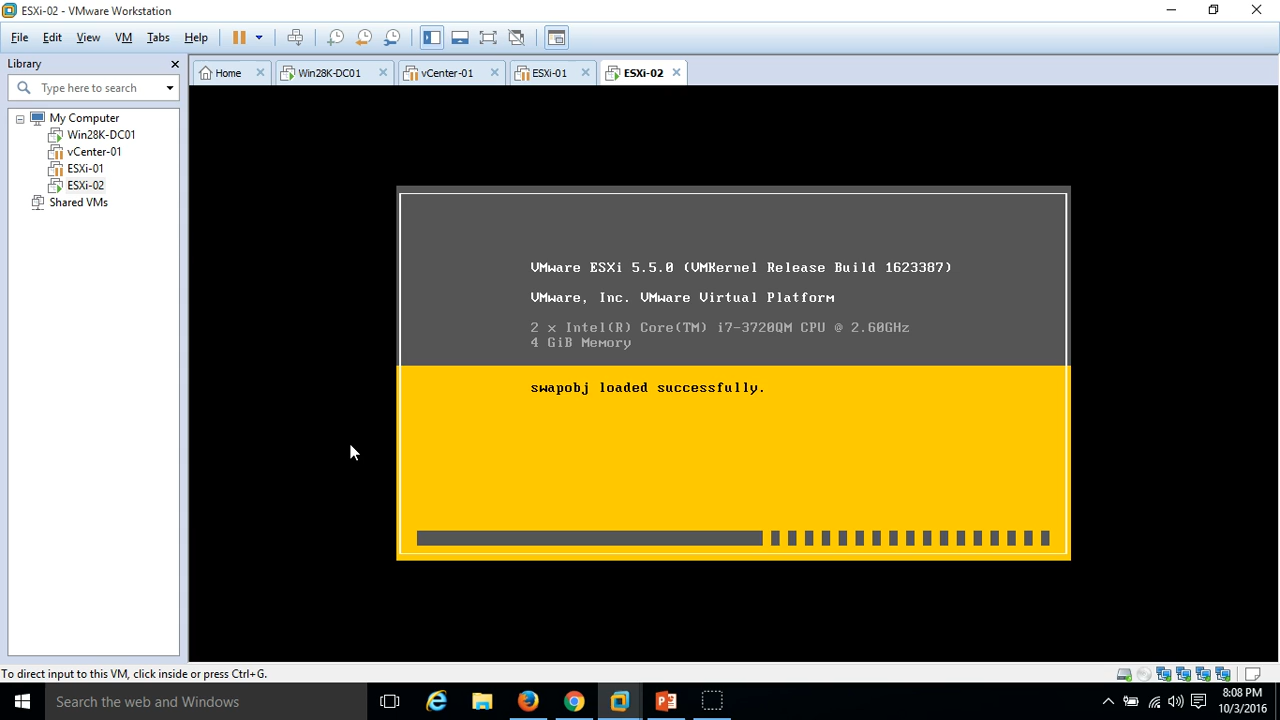 ESXi-02 - VMware Workstation
File Edit View VM Tabs Help
Library
Type here to search
My Computer
Win28K-DC01
vCenter-01
ESXi-01
ESXi-02
Shared VMs
Home Win28K-DC01 vCenter-01 ESXi-01 ESXi-02
VMware ESXi 5.5.0 (VMKernel Release Build 1623387)
VMware, Inc. VMware Virtual Platform
2 x Intel(R) Core(TM) i7-3720QM CPU @ 2.60GHz
4 GiB Memory
swapobj loaded successfully.
To direct input to this VM, click inside or press Ctrl+G.
Search the web and Windows
8:08 PM
10/3/2016